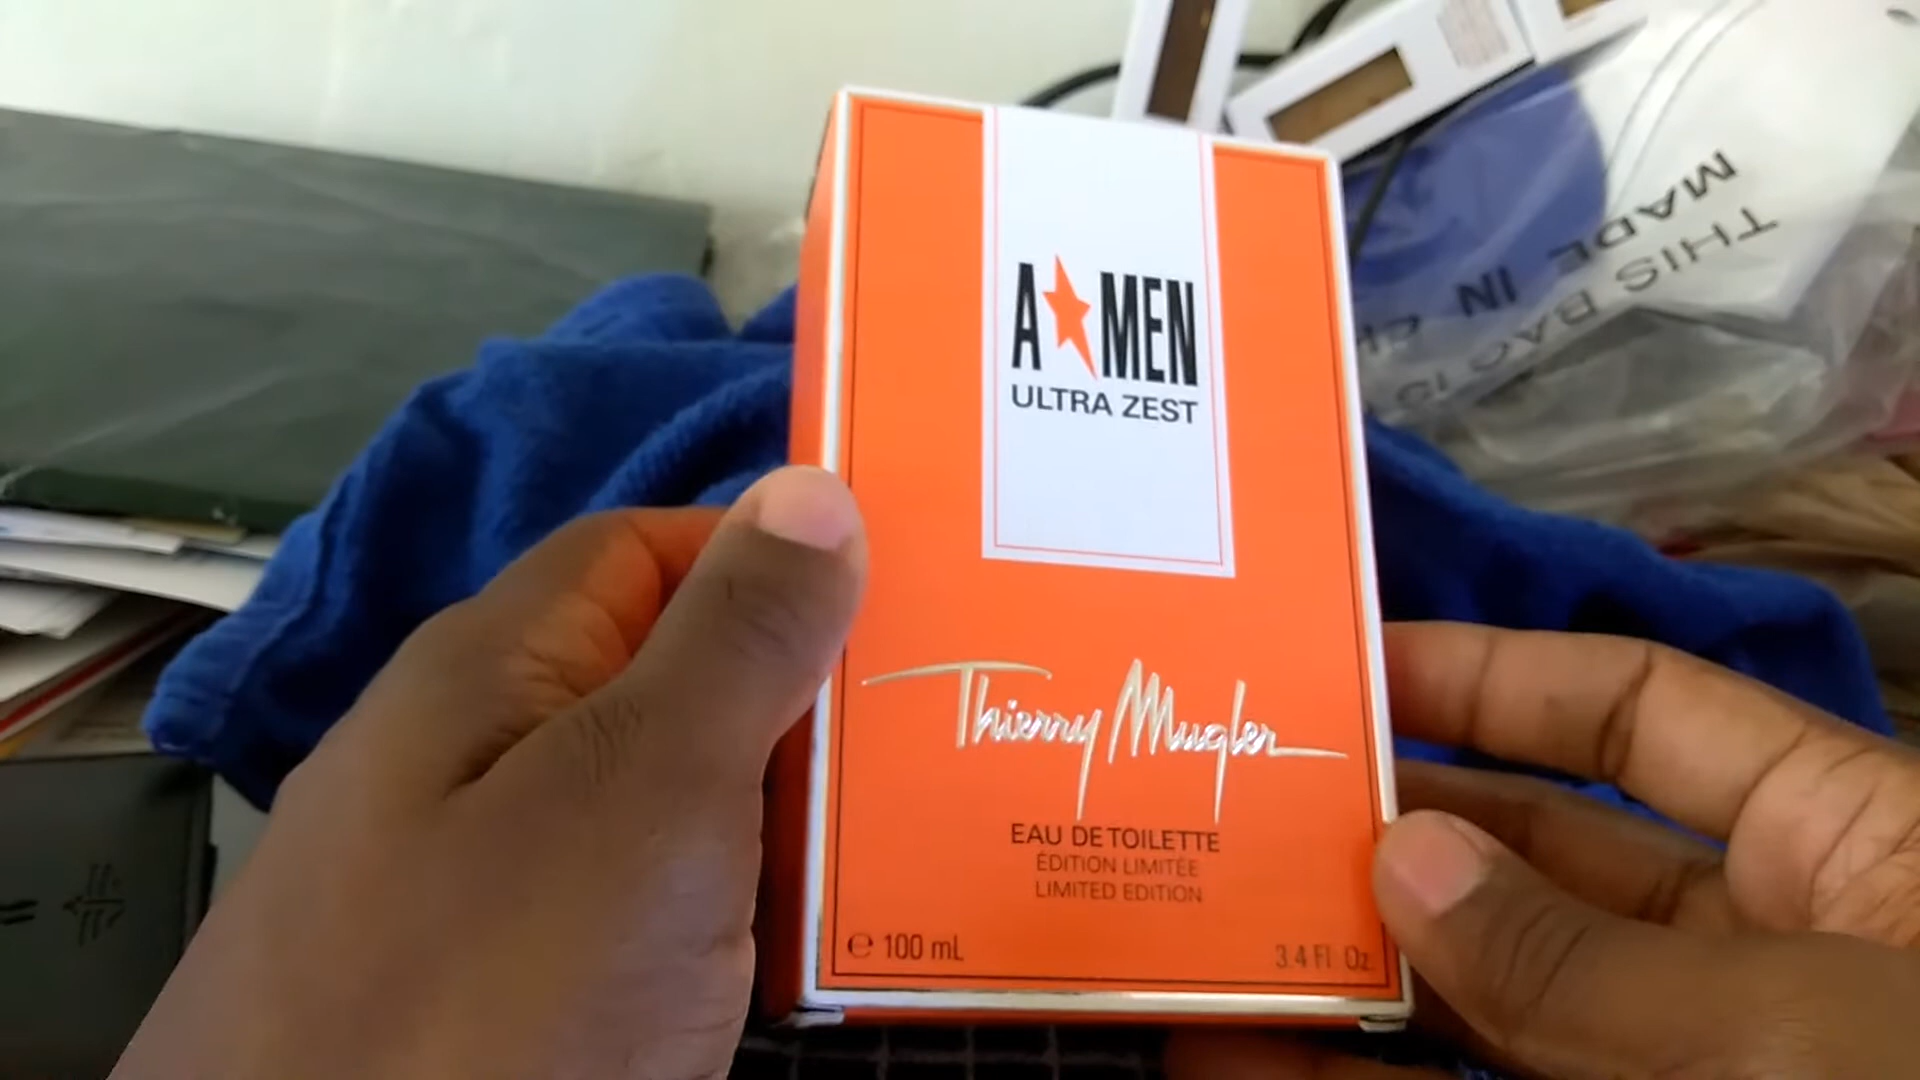 A★MEN
ULTRA ZEST
Thierry Mugler
EAU DE TOILETTE
ÉDITION LIMITÉE
LIMITED EDITION
℮ 100 mL
3.4 Fl Oz.
THIS BAG IS
MADE IN CH